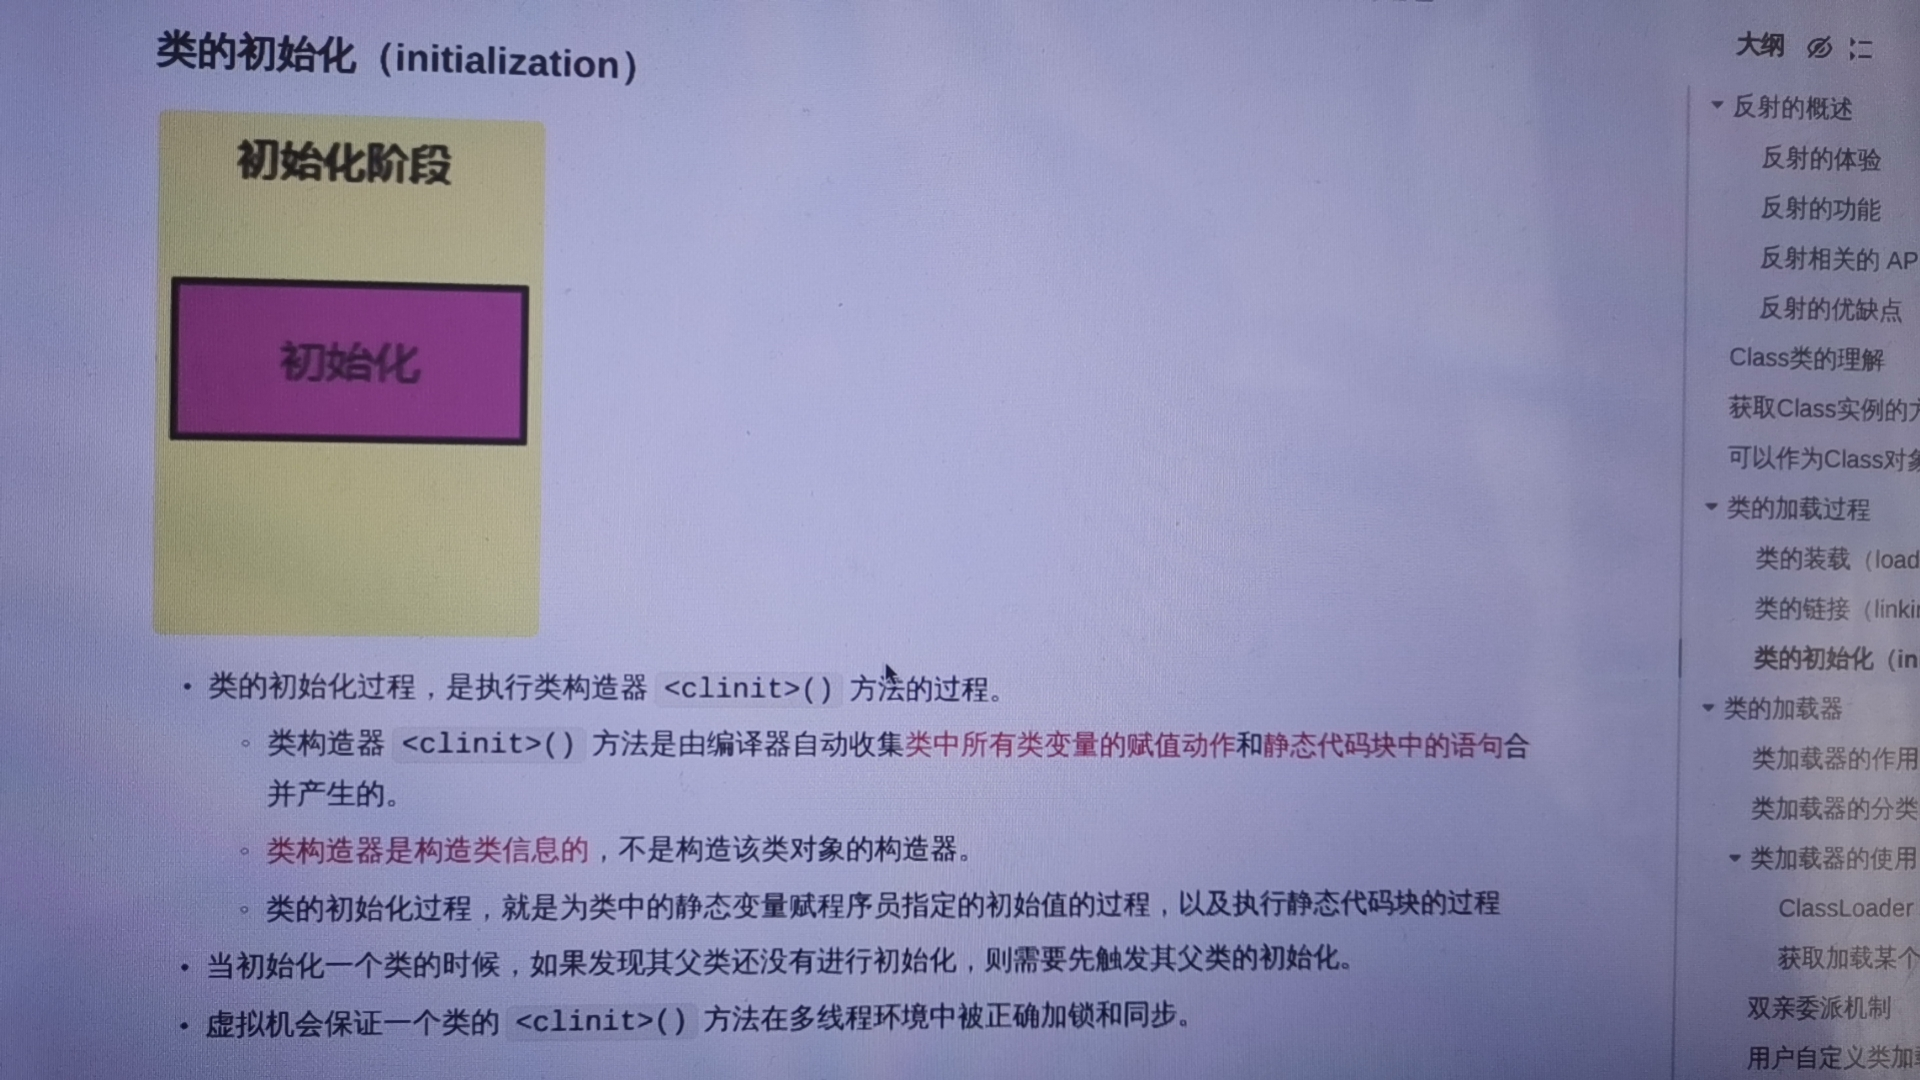 类的初始化（initialization）
初始化阶段
初始化
类的初始化过程，是执行类构造器 <clinit>() 方法的过程。
类构造器 <clinit>() 方法是由编译器自动收集类中所有类变量的赋值动作和静态代码块中的语句合
并产生的。
类构造器是构造类信息的，不是构造该类对象的构造器。
类的初始化过程，就是为类中的静态变量赋程序员指定的初始值的过程，以及执行静态代码块的过程
当初始化一个类的时候，如果发现其父类还没有进行初始化，则需要先触发其父类的初始化。
虚拟机会保证一个类的 <clinit>() 方法在多线程环境中被正确加锁和同步。
大纲
反射的概述
反射的体验
反射的功能
反射相关的 AP
反射的优缺点
Class类的理解
获取Class实例的方
可以作为Class对象
类的加载过程
类的装载（load
类的链接（linkin
类的初始化（in
类的加载器
类加载器的作用
类加载器的分类
类加载器的使用
ClassLoader
获取加载某个
双亲委派机制
用户自定义类加载